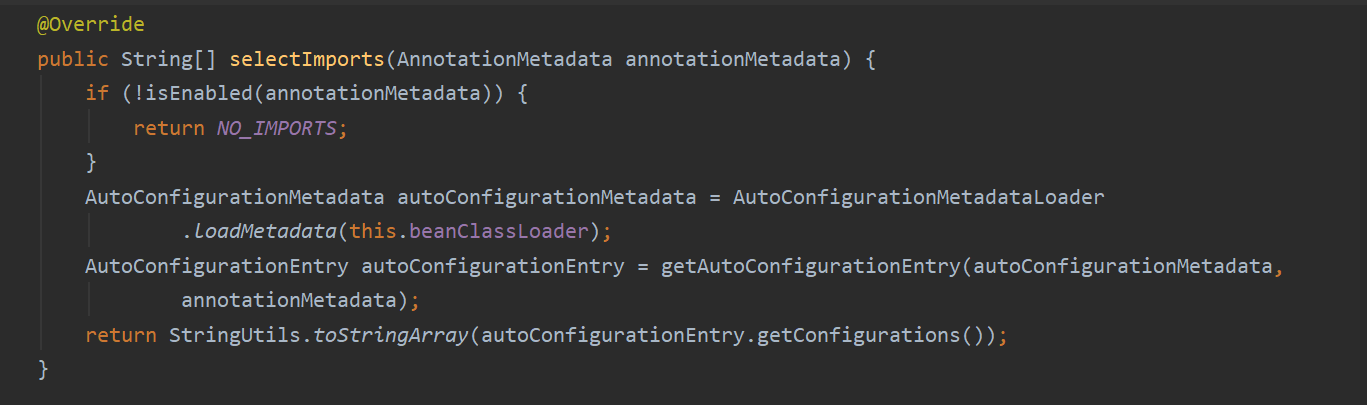 @Override
public String[] selectImports(AnnotationMetadata annotationMetadata) {
if (!isEnabled(annotationMetadata)) {
return NO_IMPORTS;
}
AutoConfigurationMetadata autoConfigurationMetadata = AutoConfigurationMetadataLoader
.loadMetadata(this.beanClassLoader);
AutoConfigurationEntry autoConfigurationEntry = getAutoConfigurationEntry(autoConfigurationMetadata,
annotationMetadata);
return StringUtils.toStringArray(autoConfigurationEntry.getConfigurations());
}